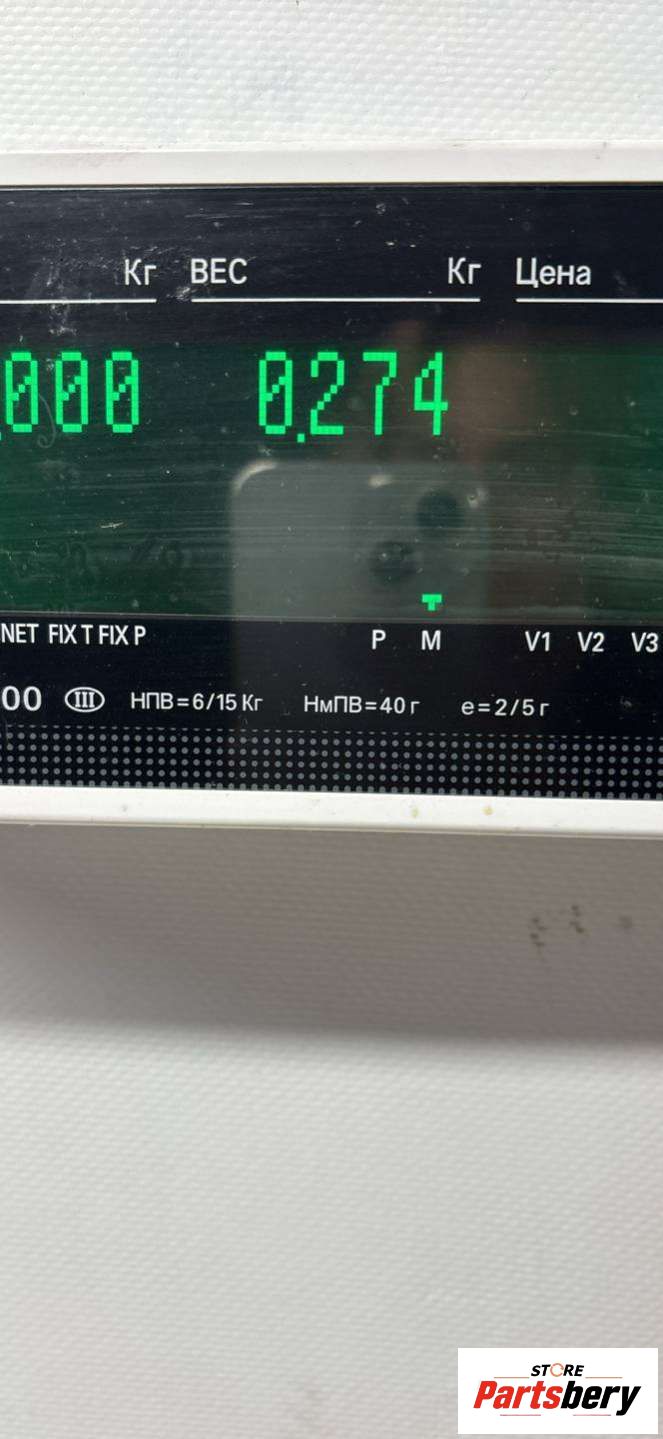 Кг ВЕС Кг Цена
.000 0.274
NET FIX T FIX P P M V1 V2 V3
00 III НПВ=6/15 Кг НмПВ=40 г e=2/5 г
STORE
Partsbery